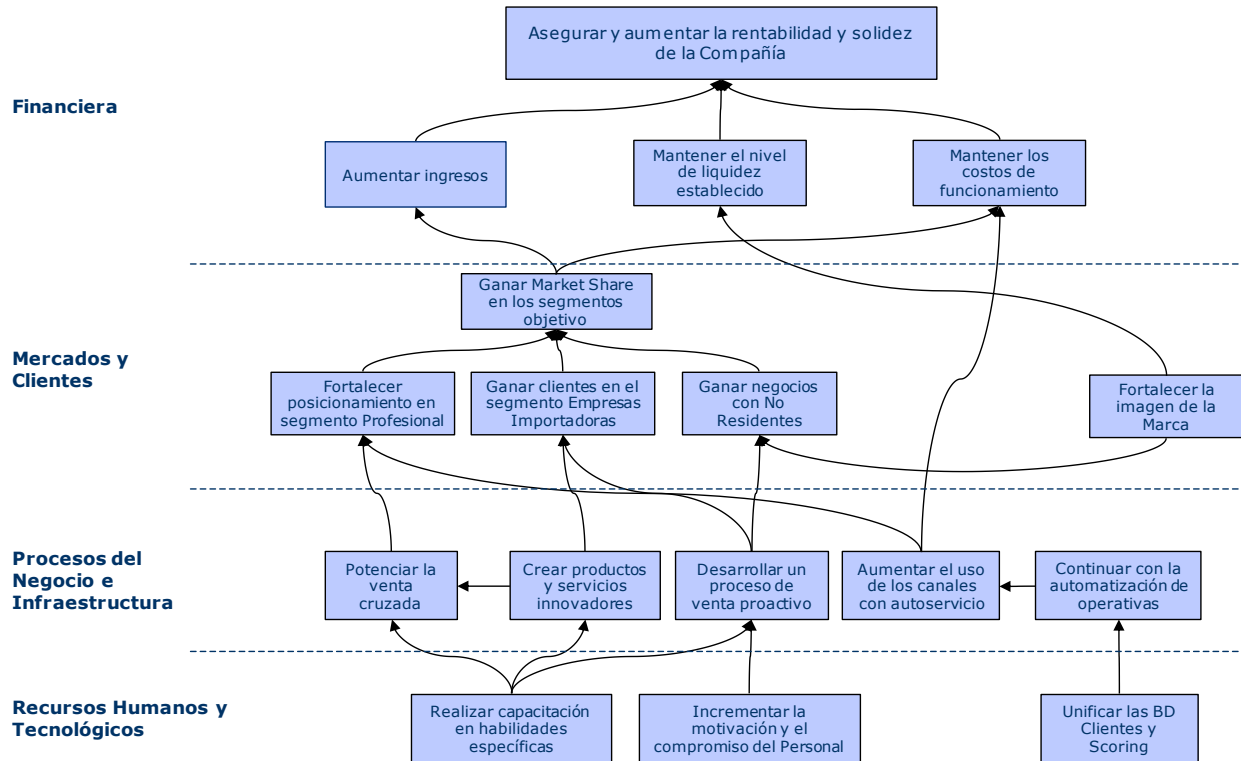 Asegurar y aumentar la rentabilidad y solidez
de la Compañía
Financiera
Aumentar ingresos
Mantener el nivel
de liquidez
establecido
Mantener los
costos de
funcionamiento
Ganar Market Share
en los segmentos
objetivo
Mercados y
Clientes
Fortalecer
posicionamiento en
segmento Profesional
Ganar clientes en el
segmento Empresas
Importadoras
Ganar negocios
con No
Residentes
Fortalecer la
imagen de la
Marca
Procesos del
Negocio e
Infraestructura
Potenciar la
venta
cruzada
Crear productos
y servicios
innovadores
Desarrollar un
proceso de
venta proactivo
Aumentar el uso
de los canales
con autoservicio
Continuar con la
automatización de
operativas
Recursos Humanos y
Tecnológicos
Realizar capacitación
en habilidades
específicas
Incrementar la
motivación y el
compromiso del Personal
Unificar las BD
Clientes y
Scoring